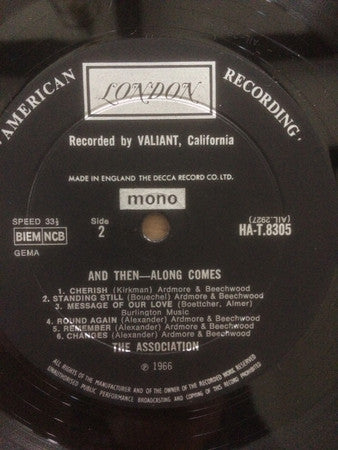 AMERICAN RECORDING
LONDON
Recorded by VALIANT, California
MADE IN ENGLAND THE DECCA RECORD CO. LTD.
mono
SPEED 33⅓
Side
2
(AIL.2927)
HA-T.8305
BIEM NCB
GEMA
AND THEN—ALONG COMES
1. CHERISH (Kirkman) Ardmore & Beechwood
2. STANDING STILL (Bouechel) Ardmore & Beechwood
3. MESSAGE OF OUR LOVE (Boettcher, Almer)
Burlington Music
4. ROUND AGAIN (Alexander) Ardmore & Beechwood
5. REMEMBER (Alexander) Ardmore & Beechwood
6. CHANGES (Alexander) Ardmore & Beechwood
THE ASSOCIATION
℗ 1966
ALL RIGHTS OF THE MANUFACTURER AND OF THE OWNER OF THE RECORDED WORK RESERVED
UNAUTHORISED PUBLIC PERFORMANCE BROADCASTING AND COPYING OF THIS RECORD PROHIBITED